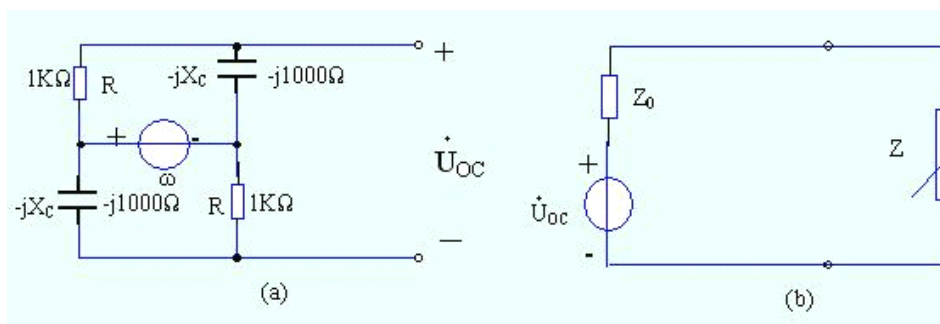 +
1KΩ R -jXC -j1000Ω
Z0
+ -
U̇OC
Z
ω
+
-jXC -j1000Ω R 1KΩ
U̇OC
-
—
(a)
(b)